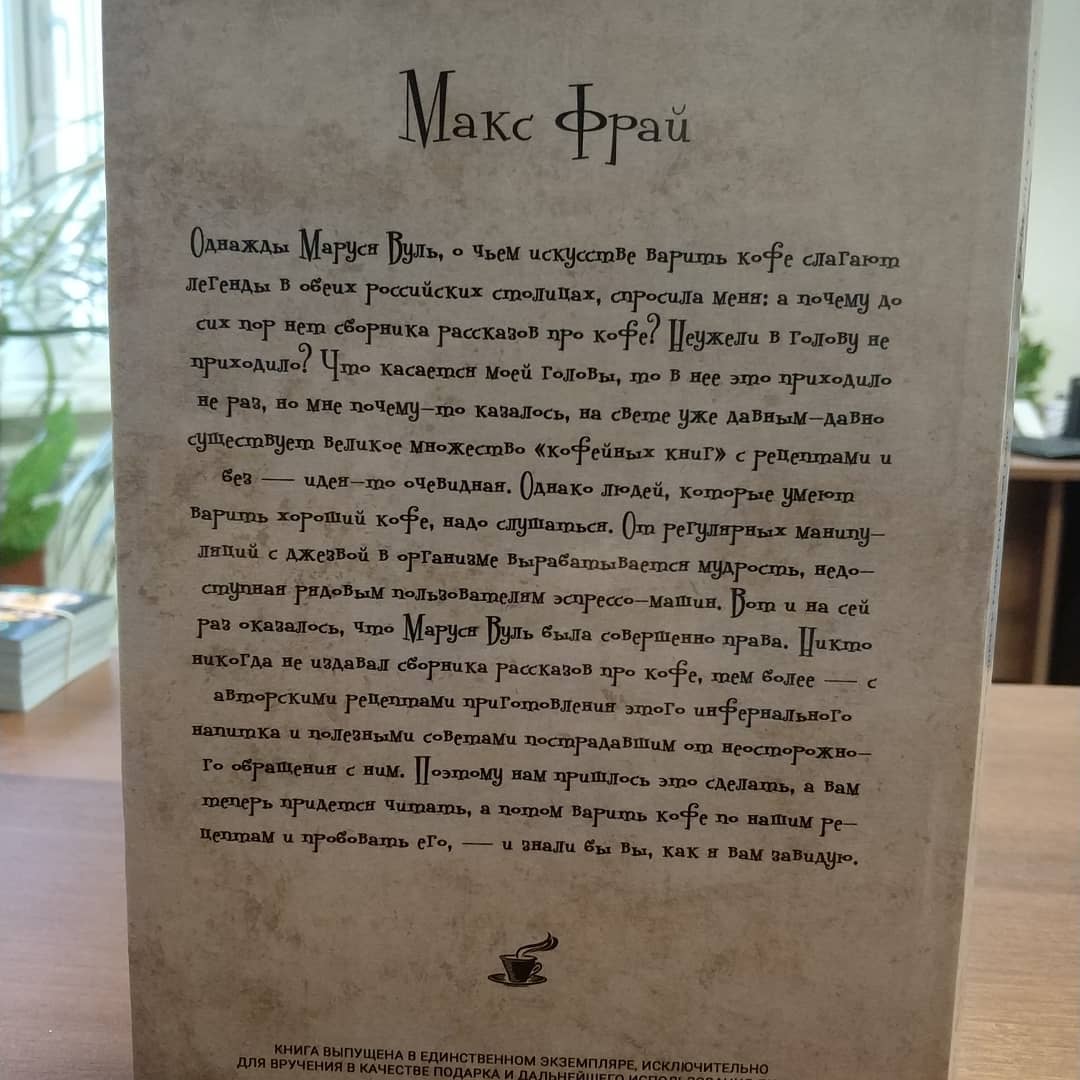 Макс Фрай
Однажды Маруся Вуль, о чьем искусстве варить кофе слагают
легенды в обеих российских столицах, спросила меня: а почему до
сих пор нет сборника рассказов про кофе? Неужели в голову не
приходило? Что касается моей головы, то в нее это приходило
не раз, но мне почему-то казалось, на свете уже давным-давно
существует великое множество «кофейных книг» с рецептами и
без — идея-то очевидная. Однако людей, которые умеют
варить хороший кофе, надо слушаться. От регулярных манипу-
ляций с джезвой в организме вырабатывается мудрость, недо-
ступная рядовым пользователям эспрессо-машин. Вот и на сей
раз оказалось, что Маруся Вуль была совершенно права. Никто
никогда не издавал сборника рассказов про кофе, тем более — с
авторскими рецептами приготовления этого инфернального
напитка и полезными советами пострадавшим от неосторожно-
го обращения с ним. Поэтому нам пришлось это сделать, а вам
теперь придется читать, а потом варить кофе по нашим ре-
цептам и пробовать его, — и знали бы вы, как я вам завидую.
КНИГА ВЫПУЩЕНА В ЕДИНСТВЕННОМ ЭКЗЕМПЛЯРЕ, ИСКЛЮЧИТЕЛЬНО
ДЛЯ ВРУЧЕНИЯ В КАЧЕСТВЕ ПОДАРКА И ДАЛЬНЕЙШЕГО